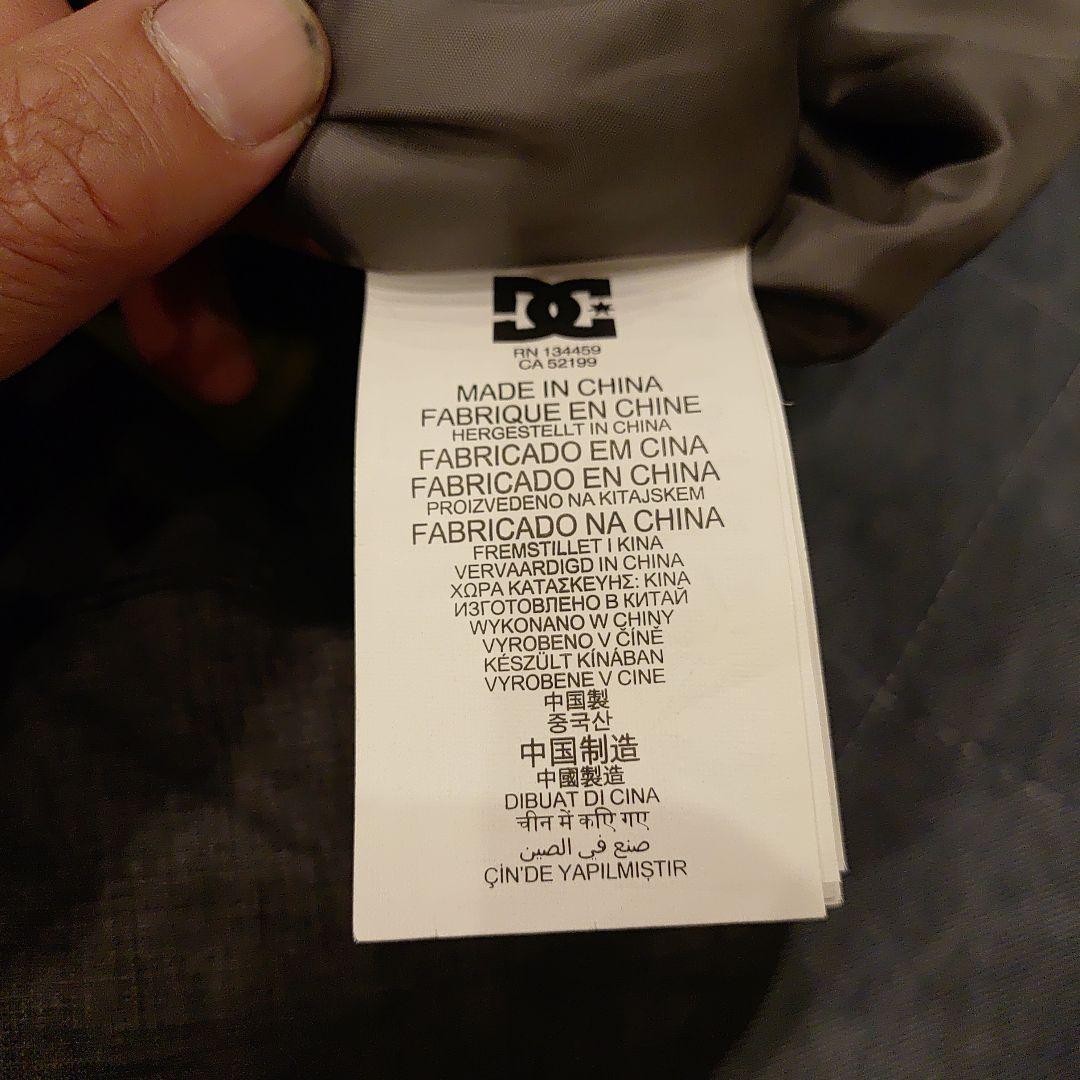 DC
RN 134459
CA 52199
MADE IN CHINA
FABRIQUE EN CHINE
HERGESTELLT IN CHINA
FABRICADO EM CINA
FABRICADO EN CHINA
PROIZVEDENO NA KITAJSKEM
FABRICADO NA CHINA
FREMSTILLET I KINA
VERVAARDIGD IN CHINA
ΧΩΡΑ ΚΑΤΑΣΚΕΥΗΣ: ΚΙΝΑ
ИЗГОТОВЛЕНО В КИТАЙ
WYKONANO W CHINY
VYROBENO V ČÍNĚ
KÉSZÜLT KÍNÁBAN
VYROBENE V CINE
中国製
중국산
中国制造
中國製造
DIBUAT DI CINA
चीन में कएि गए
صنع في الصين
ÇİN'DE YAPILMIŞTIR